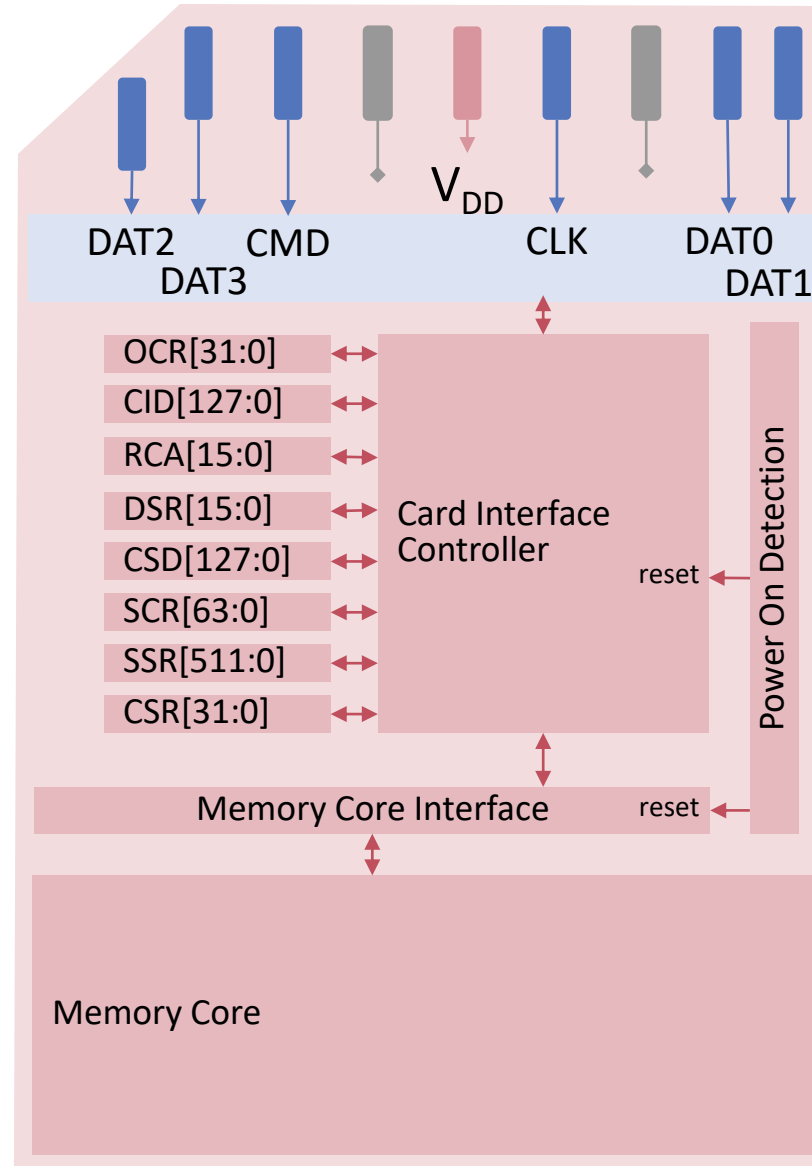 V DD
DAT2 CMD CLK DAT0
DAT3 DAT1
OCR[31:0]
CID[127:0]
RCA[15:0]
DSR[15:0]
CSD[127:0]
SCR[63:0]
SSR[511:0]
CSR[31:0]
Card Interface
Controller
reset
Power On Detection
Memory Core Interface
reset
Memory Core